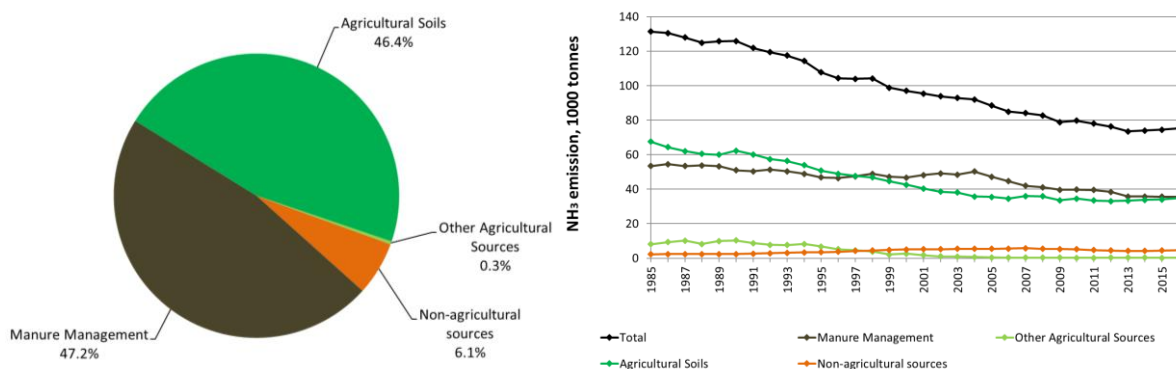 Agricultural Soils
46.4%
Other Agricultural
Sources
0.3%
Non-agricultural
sources
6.1%
Manure Management
47.2%
NH₃ emission, 1000 tonnes
140
120
100
80
60
40
20
0
1985
1987
1989
1991
1993
1995
1997
1999
2001
2003
2005
2007
2009
2011
2013
2015
Total
Manure Management
Other Agricultural Sources
Agricultural Soils
Non-agricultural sources